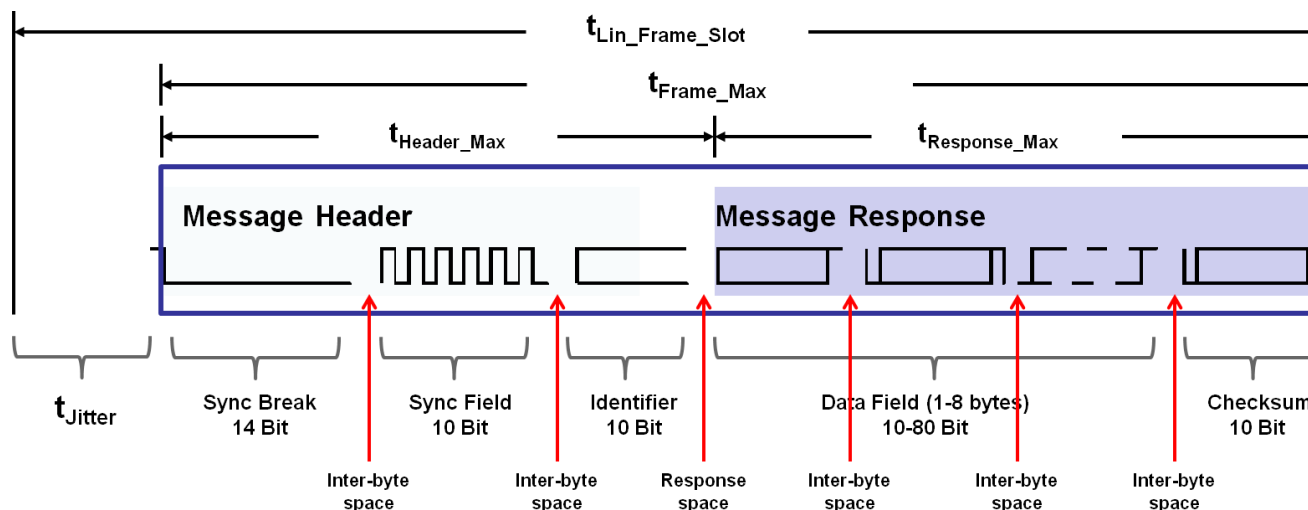 tLin_Frame_Slot
tFrame_Max
tHeader_Max
tResponse_Max
Message Header
Message Response
tJitter
Sync Break
14 Bit
Sync Field
10 Bit
Identifier
10 Bit
Data Field (1-8 bytes)
10-80 Bit
Checksum
10 Bit
Inter-byte
space
Inter-byte
space
Response
space
Inter-byte
space
Inter-byte
space
Inter-byte
space